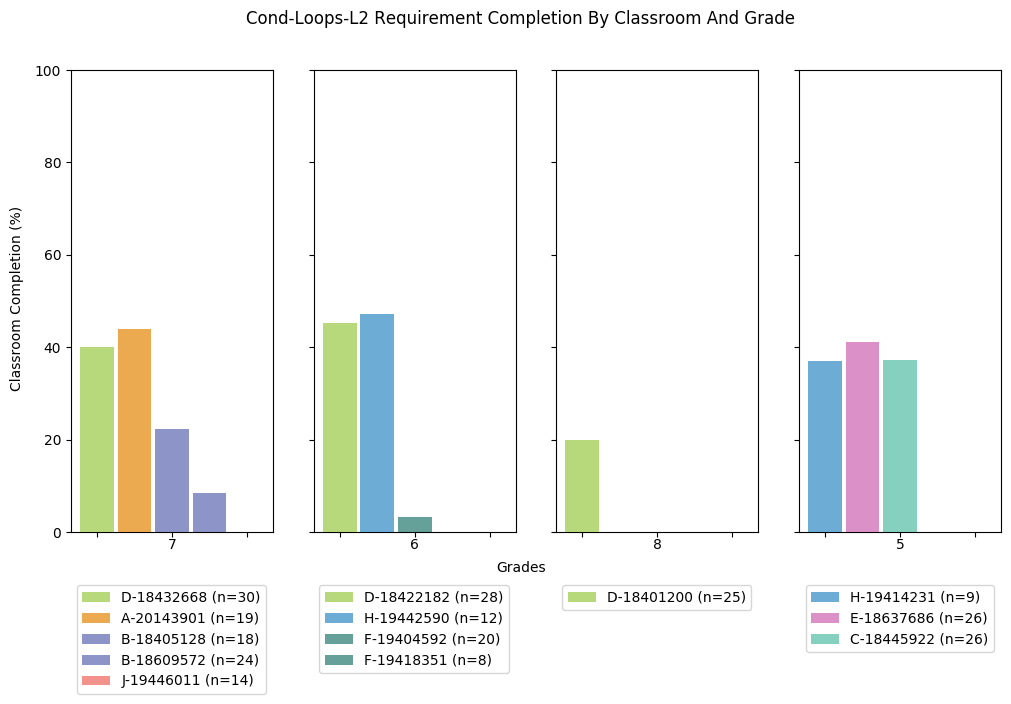 Cond-Loops-L2 Requirement Completion By Classroom And Grade
Classroom Completion (%)
100
80
60
40
20
0
7
6
8
5
Grades
D-18432668 (n=30)
A-20143901 (n=19)
B-18405128 (n=18)
B-18609572 (n=24)
J-19446011 (n=14)
D-18422182 (n=28)
H-19442590 (n=12)
F-19404592 (n=20)
F-19418351 (n=8)
D-18401200 (n=25)
H-19414231 (n=9)
E-18637686 (n=26)
C-18445922 (n=26)